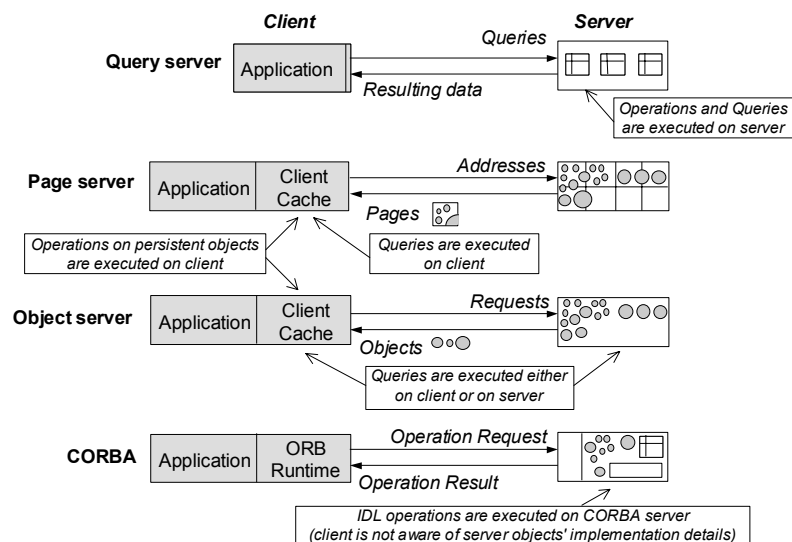 Client
Server
Query server
Application
Queries
Resulting data
Operations and Queries
are executed on server
Page server
Application
Client
Cache
Addresses
Pages
Operations on persistent objects
are executed on client
Queries are executed
on client
Object server
Application
Client
Cache
Requests
Objects
Queries are executed either
on client or on server
CORBA
Application
ORB
Runtime
Operation Request
Operation Result
IDL operations are executed on CORBA server
(client is not aware of server objects' implementation details)